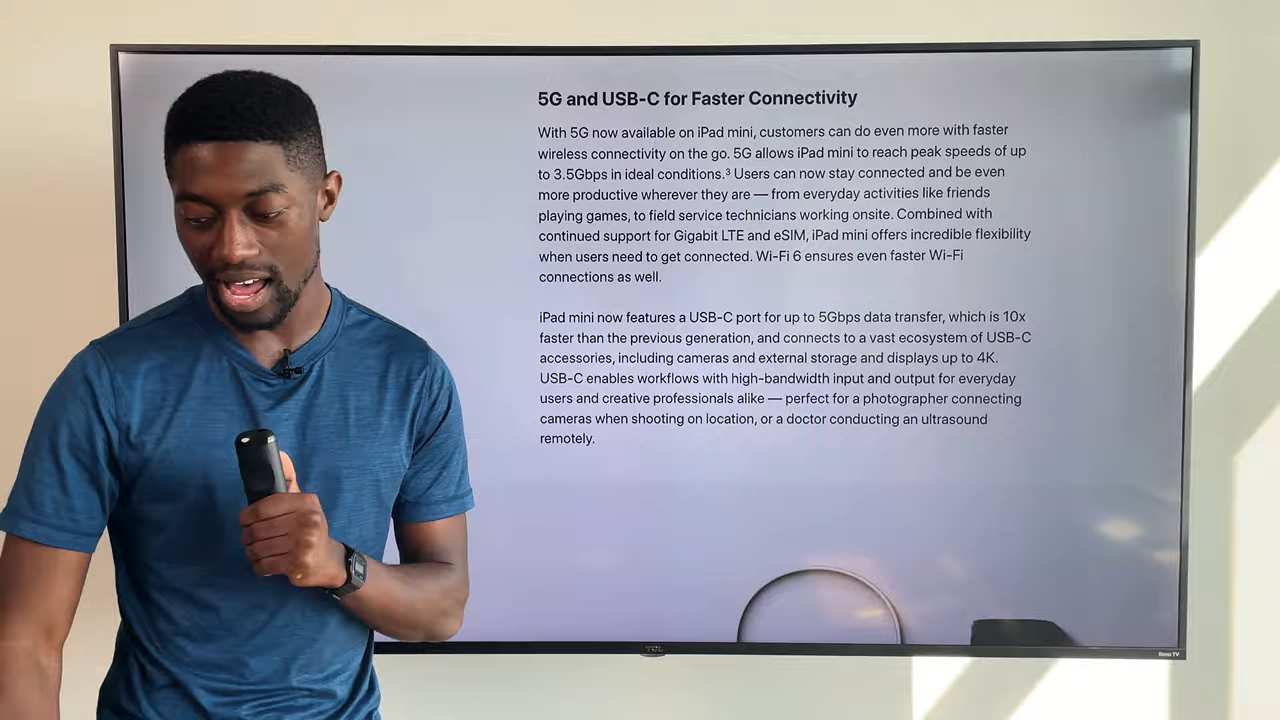 5G and USB-C for Faster Connectivity
With 5G now available on iPad mini, customers can do even more with faster
wireless connectivity on the go. 5G allows iPad mini to reach peak speeds of up
to 3.5Gbps in ideal conditions.³ Users can now stay connected and be even
more productive wherever they are — from everyday activities like friends
playing games, to field service technicians working onsite. Combined with
continued support for Gigabit LTE and eSIM, iPad mini offers incredible flexibility
when users need to get connected. Wi-Fi 6 ensures even faster Wi-Fi
connections as well.
iPad mini now features a USB-C port for up to 5Gbps data transfer, which is 10x
faster than the previous generation, and connects to a vast ecosystem of USB-C
accessories, including cameras and external storage and displays up to 4K.
USB-C enables workflows with high-bandwidth input and output for everyday
users and creative professionals alike — perfect for a photographer connecting
cameras when shooting on location, or a doctor conducting an ultrasound
remotely.
TCL
Roku TV